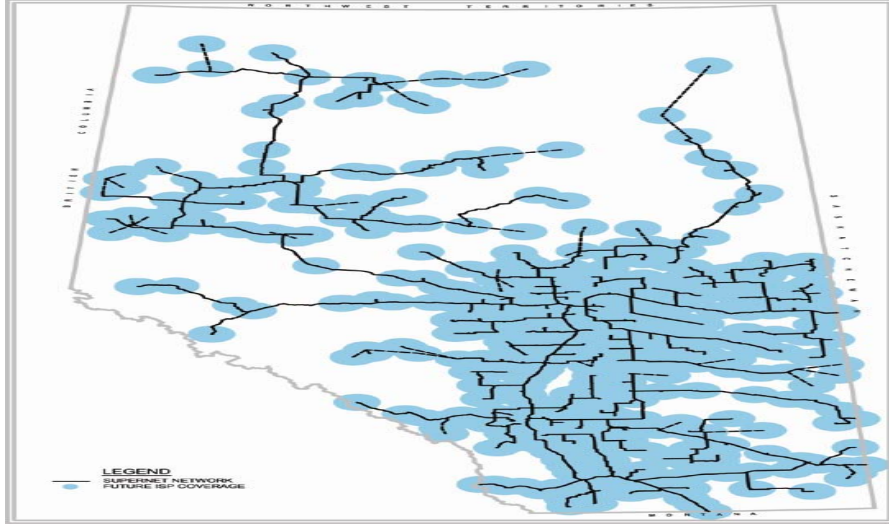 NORTHWEST TERRITORIES
BRITISH COLUMBIA
SASKATCHEWAN
LEGEND
SUPERNET NETWORK
FUTURE ISP COVERAGE
MONTANA